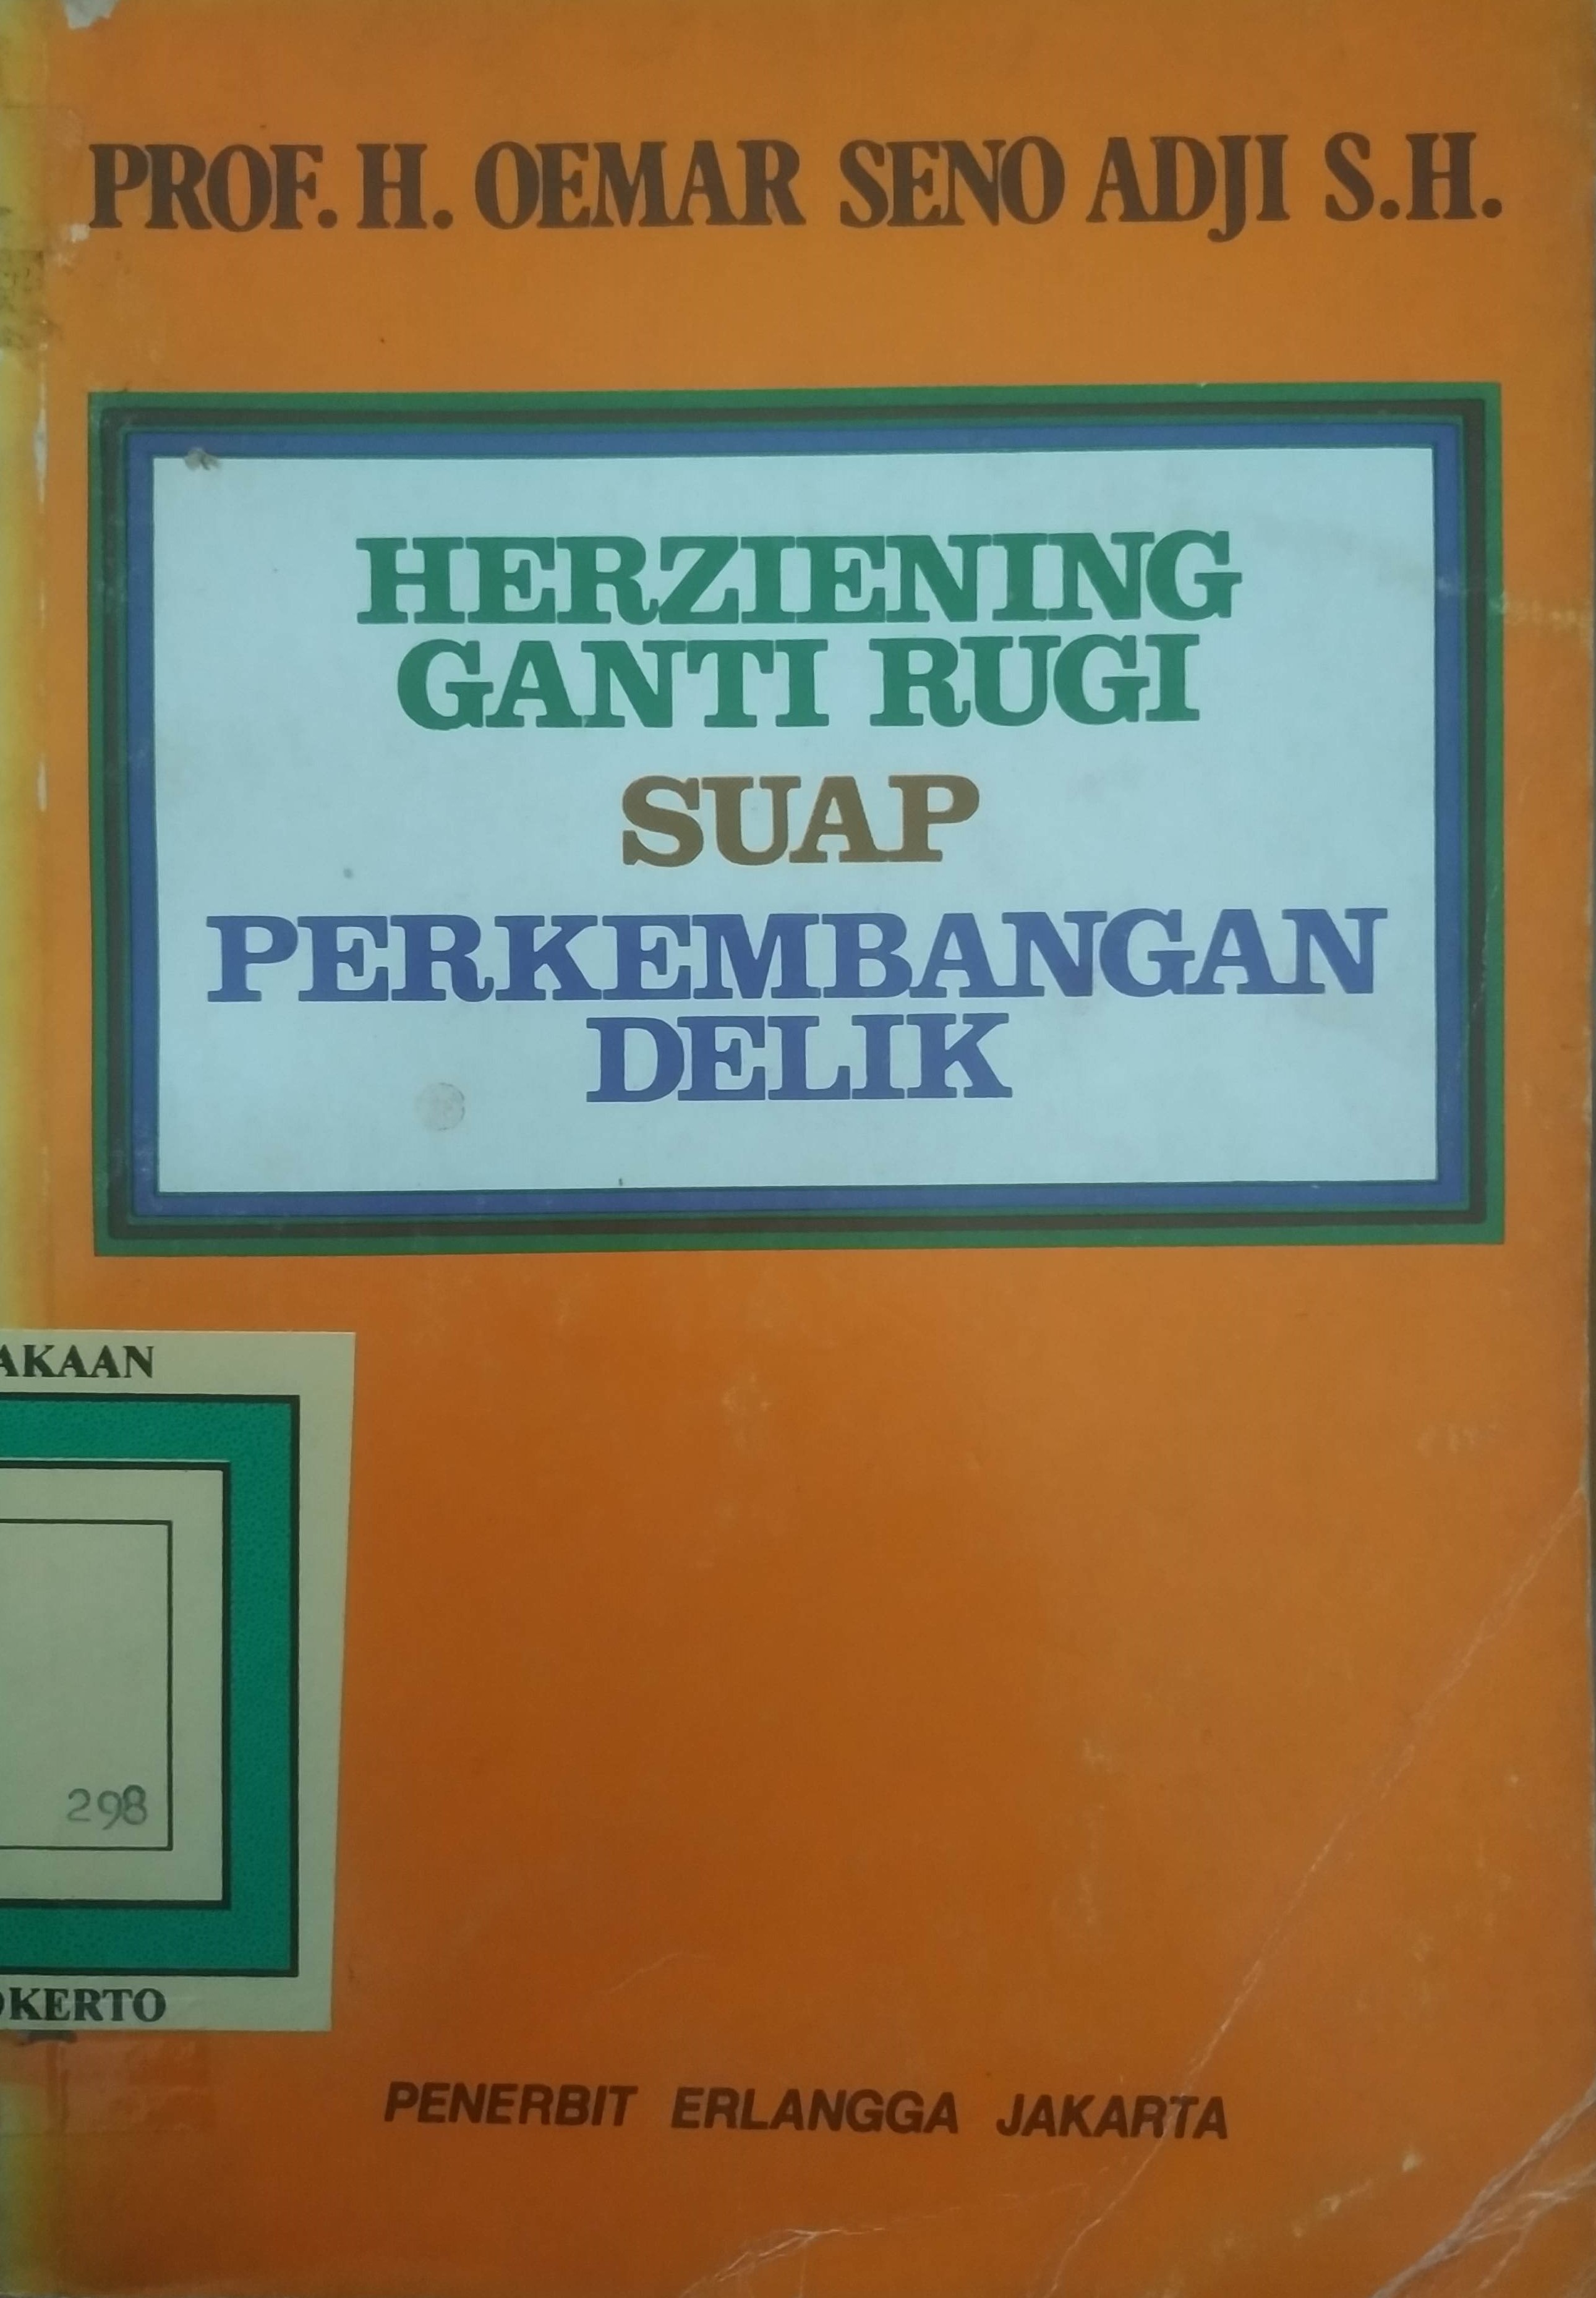 PROF. H. OEMAR SENO ADJI S.H.
HERZIENING
GANTI RUGI
SUAP
PERKEMBANGAN
DELIK
AKAAN
298
OKERTO
PENERBIT ERLANGGA JAKARTA